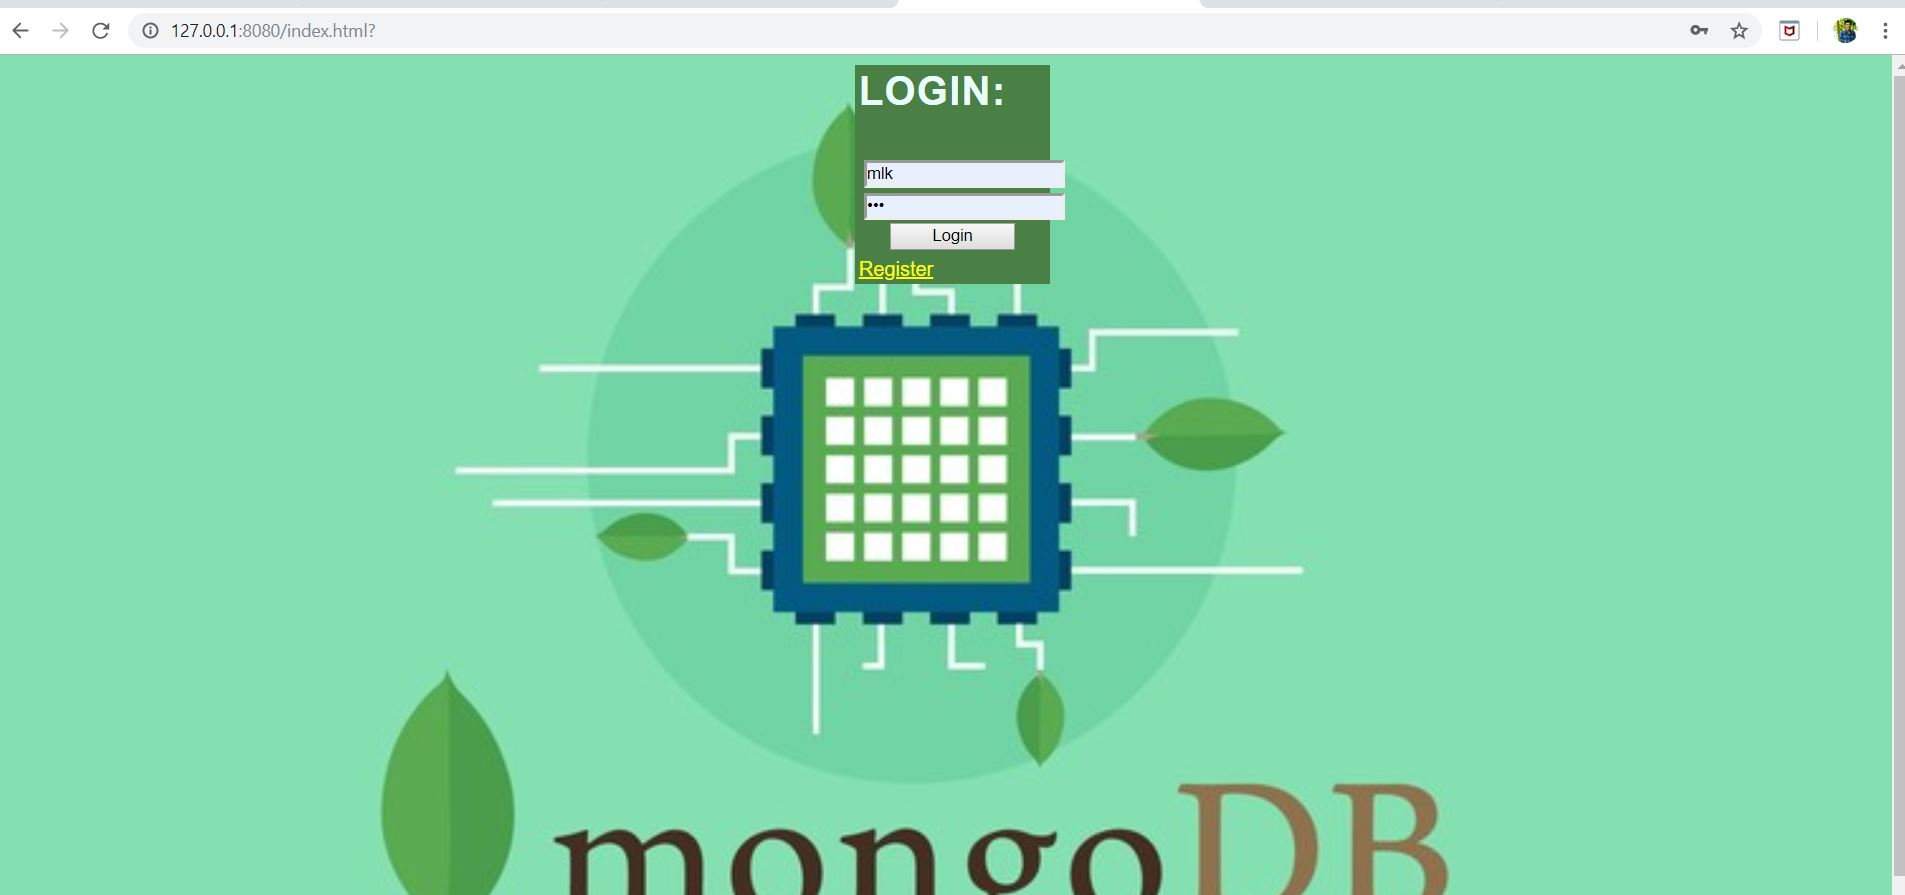 127.0.0.1:8080/index.html?
LOGIN:
mlk
•••
Login
Register
mongoDB